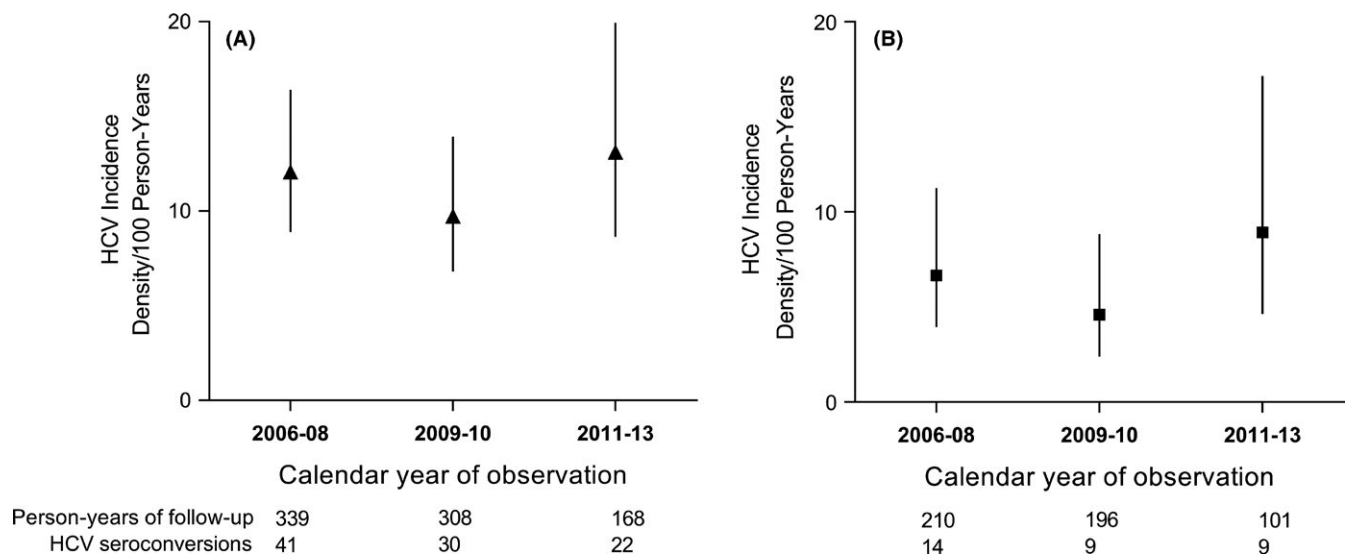 (A)
HCV Incidence
Density/100 Person-Years
20
10
0
2006-08 2009-10 2011-13
Calendar year of observation
Person-years of follow-up 339 308 168
HCV seroconversions 41 30 22
(B)
HCV Incidence
Density/100 Person-Years
20
10
0
2006-08 2009-10 2011-13
Calendar year of observation
210 196 101
14 9 9